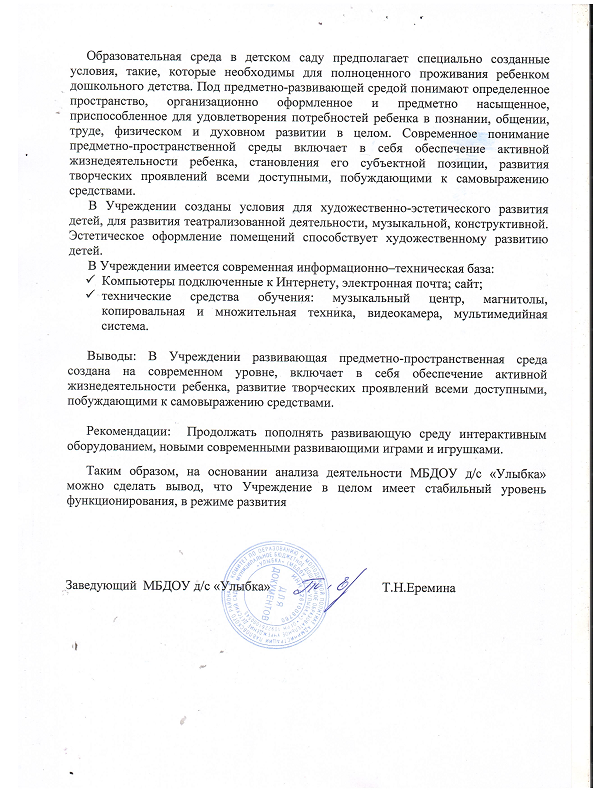 Образовательная среда в детском саду предполагает специально созданные
условия, такие, которые необходимы для полноценного проживания ребенком
дошкольного детства. Под предметно-развивающей средой понимают определенное
пространство, организационно оформленное и предметно насыщенное,
приспособленное для удовлетворения потребностей ребенка в познании, общении,
труде, физическом и духовном развитии в целом. Современное понимание
предметно-пространственной среды включает в себя обеспечение активной
жизнедеятельности ребенка, становления его субъектной позиции, развития
творческих проявлений всеми доступными, побуждающими к самовыражению
средствами.
В Учреждении созданы условия для художественно-эстетического развития
детей, для развития театрализованной деятельности, музыкальной, конструктивной.
Эстетическое оформление помещений способствует художественному развитию
детей.
В Учреждении имеется современная информационно–техническая база:
✓ Компьютеры подключенные к Интернету, электронная почта; сайт;
✓ технические средства обучения: музыкальный центр, магнитолы,
копировальная и множительная техника, видеокамера, мультимедийная
система.
Выводы: В Учреждении развивающая предметно-пространственная среда
создана на современном уровне, включает в себя обеспечение активной
жизнедеятельности ребенка, развитие творческих проявлений всеми доступными,
побуждающими к самовыражению средствами.
Рекомендации: Продолжать пополнять развивающую среду интерактивным
оборудованием, новыми современными развивающими играми и игрушками.
Таким образом, на основании анализа деятельности МБДОУ д/с «Улыбка»
можно сделать вывод, что Учреждение в целом имеет стабильный уровень
функционирования, в режиме развития
Заведующий МБДОУ д/с «Улыбка» Т.Н.Еремина
ДЛЯ
ДОКУМЕНТОВ